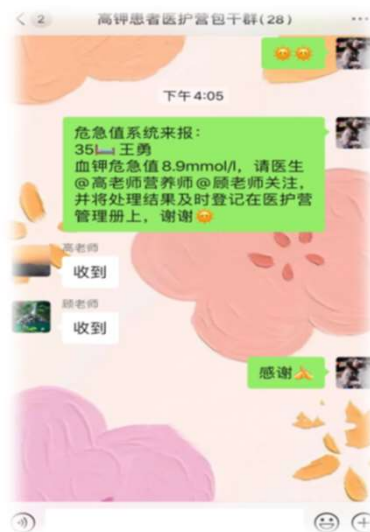 2
高钾患者医护营包干群(28)
下午4:05
危急值系统来报：
35🛏️王勇
血钾危急值8.9mmol/l，请医生
@高老师营养师@顾老师关注，
并将处理结果及时登记在医护营
管理册上，谢谢
高老师
收到
顾老师
收到
感谢